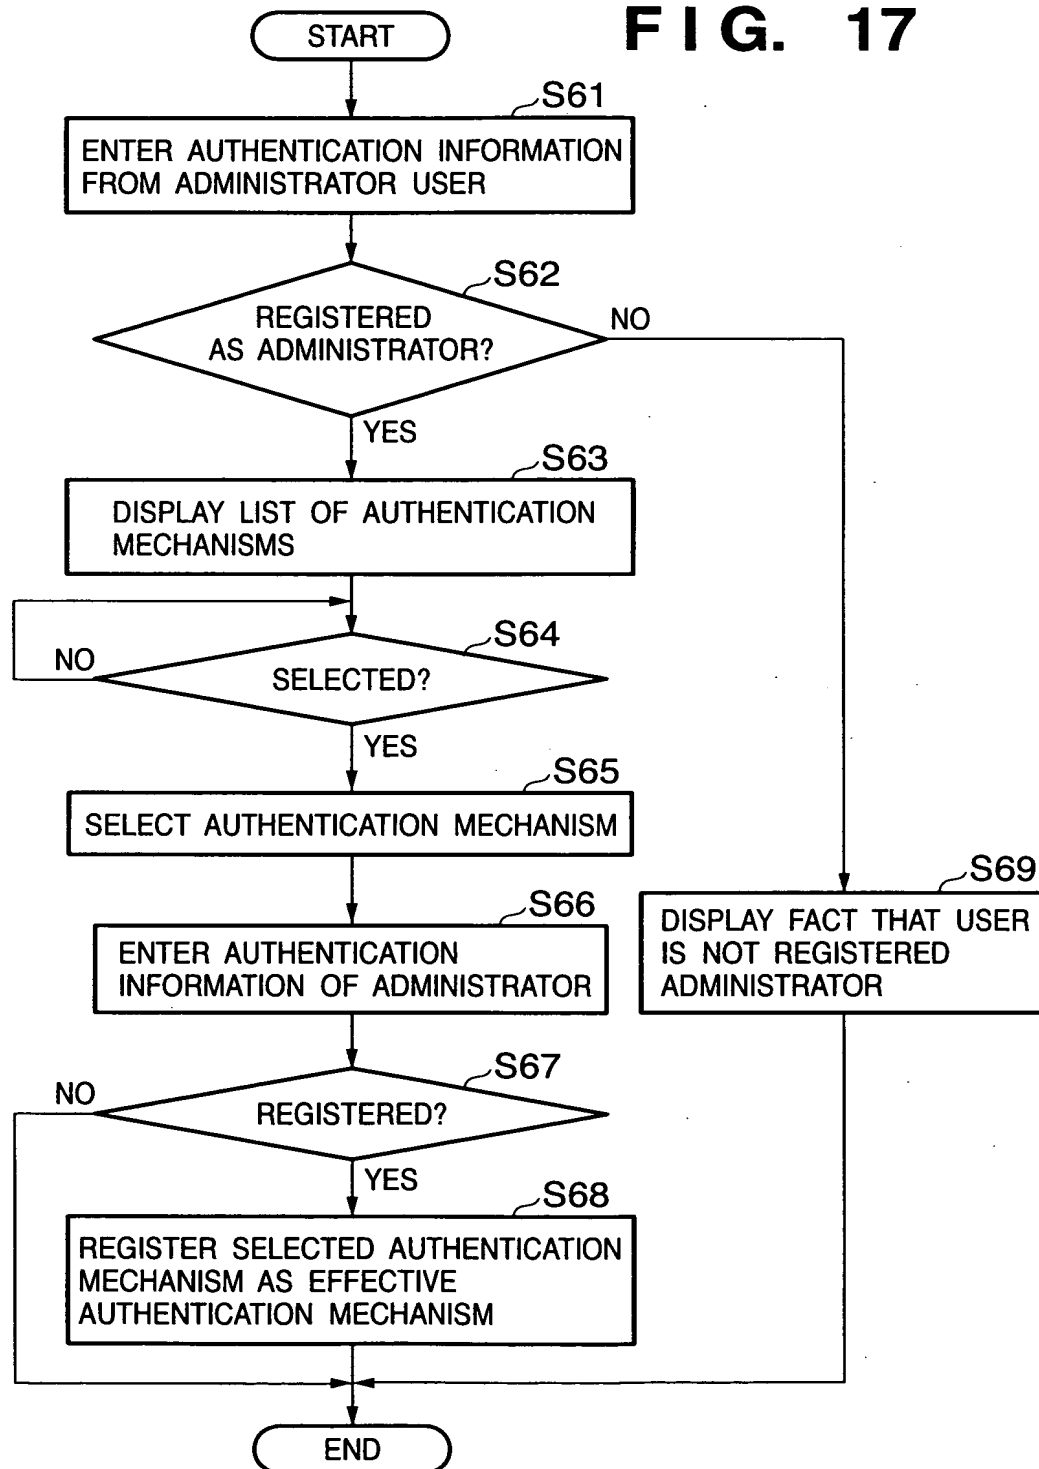 FIG. 17
START
S61
ENTER AUTHENTICATION INFORMATION
FROM ADMINISTRATOR USER
S62
REGISTERED
AS ADMINISTRATOR?
NO
YES
S63
DISPLAY LIST OF AUTHENTICATION
MECHANISMS
S64
NO
SELECTED?
YES
S65
SELECT AUTHENTICATION MECHANISM
S66
ENTER AUTHENTICATION
INFORMATION OF ADMINISTRATOR
S69
DISPLAY FACT THAT USER
IS NOT REGISTERED
ADMINISTRATOR
S67
NO
REGISTERED?
YES
S68
REGISTER SELECTED AUTHENTICATION
MECHANISM AS EFFECTIVE
AUTHENTICATION MECHANISM
END